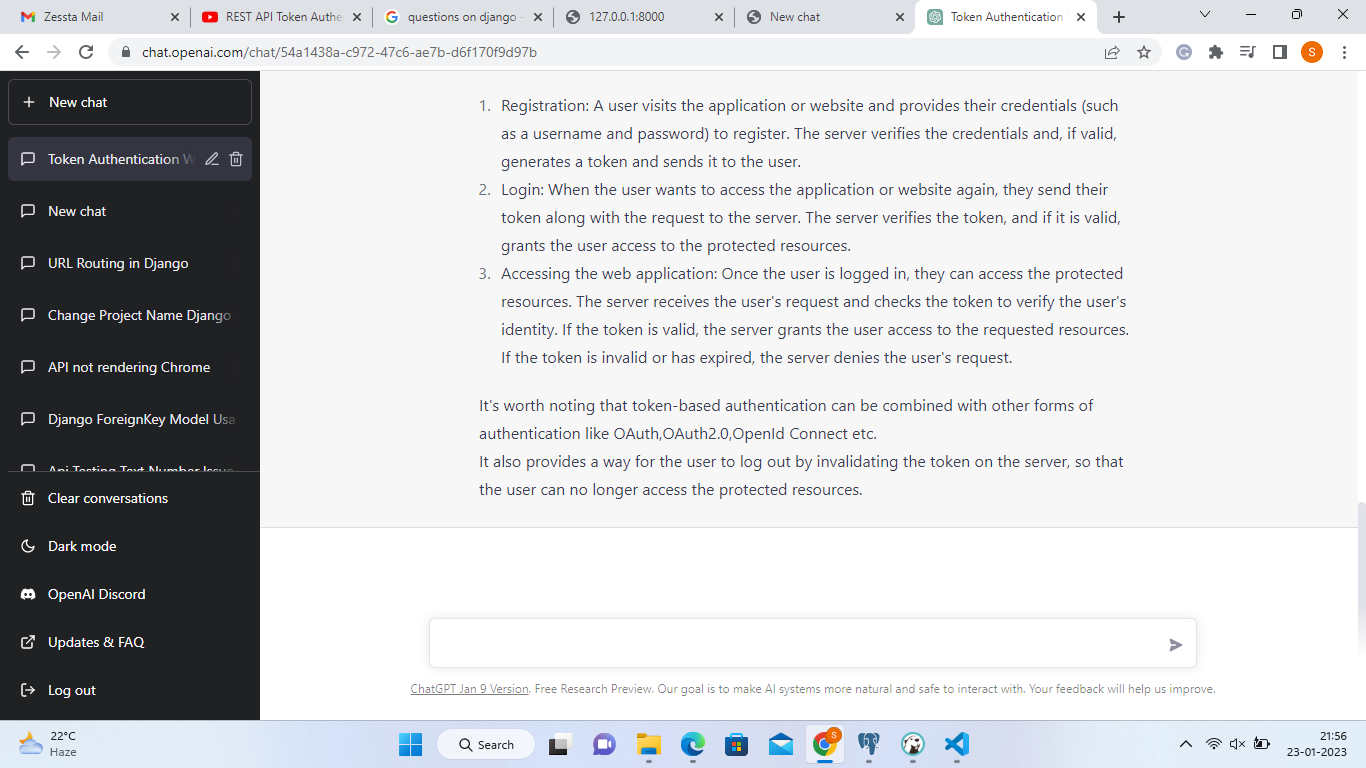 Zessta Mail
REST API Token Authe
questions on django -
127.0.0.1:8000
New chat
Token Authentication
chat.openai.com/chat/54a1438a-c972-47c6-ae7b-d6f170f9d97b
S
New chat
Token Authentication W
New chat
URL Routing in Django
Change Project Name Django
API not rendering Chrome
Django ForeignKey Model Usa
Api Testing Text Number Issue
Clear conversations
Dark mode
OpenAI Discord
Updates & FAQ
Log out
1. Registration: A user visits the application or website and provides their credentials (such
as a username and password) to register. The server verifies the credentials and, if valid,
generates a token and sends it to the user.
2. Login: When the user wants to access the application or website again, they send their
token along with the request to the server. The server verifies the token, and if it is valid,
grants the user access to the protected resources.
3. Accessing the web application: Once the user is logged in, they can access the protected
resources. The server receives the user's request and checks the token to verify the user's
identity. If the token is valid, the server grants the user access to the requested resources.
If the token is invalid or has expired, the server denies the user's request.
It's worth noting that token-based authentication can be combined with other forms of
authentication like OAuth,OAuth2.0,OpenId Connect etc.
It also provides a way for the user to log out by invalidating the token on the server, so that
the user can no longer access the protected resources.
ChatGPT Jan 9 Version. Free Research Preview. Our goal is to make AI systems more natural and safe to interact with. Your feedback will help us improve.
22°C
Haze
Search
S
21:56
23-01-2023